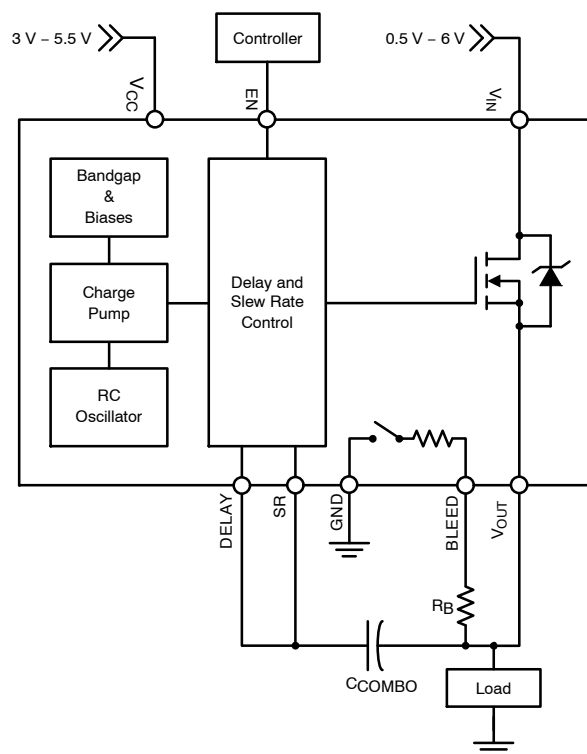 3 V – 5.5 V
Controller
0.5 V – 6 V
VCC
EN
VIN
Bandgap
&
Biases
Charge
Pump
RC
Oscillator
Delay and
Slew Rate
Control
DELAY
SR
GND
BLEED
VOUT
RB
CCOMBO
Load